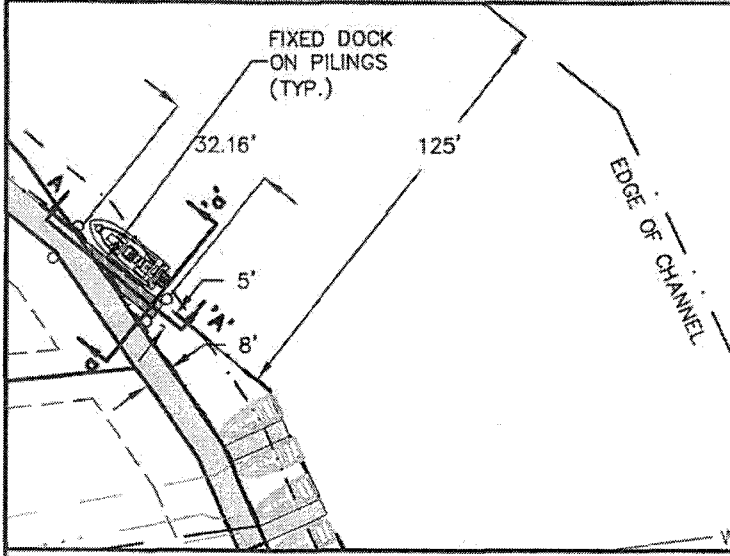 FIXED DOCK
ON PILINGS
(TYP.)
32.16'
125'
EDGE OF CHANNEL
A
"a"
5'
"A"
8'
a
W